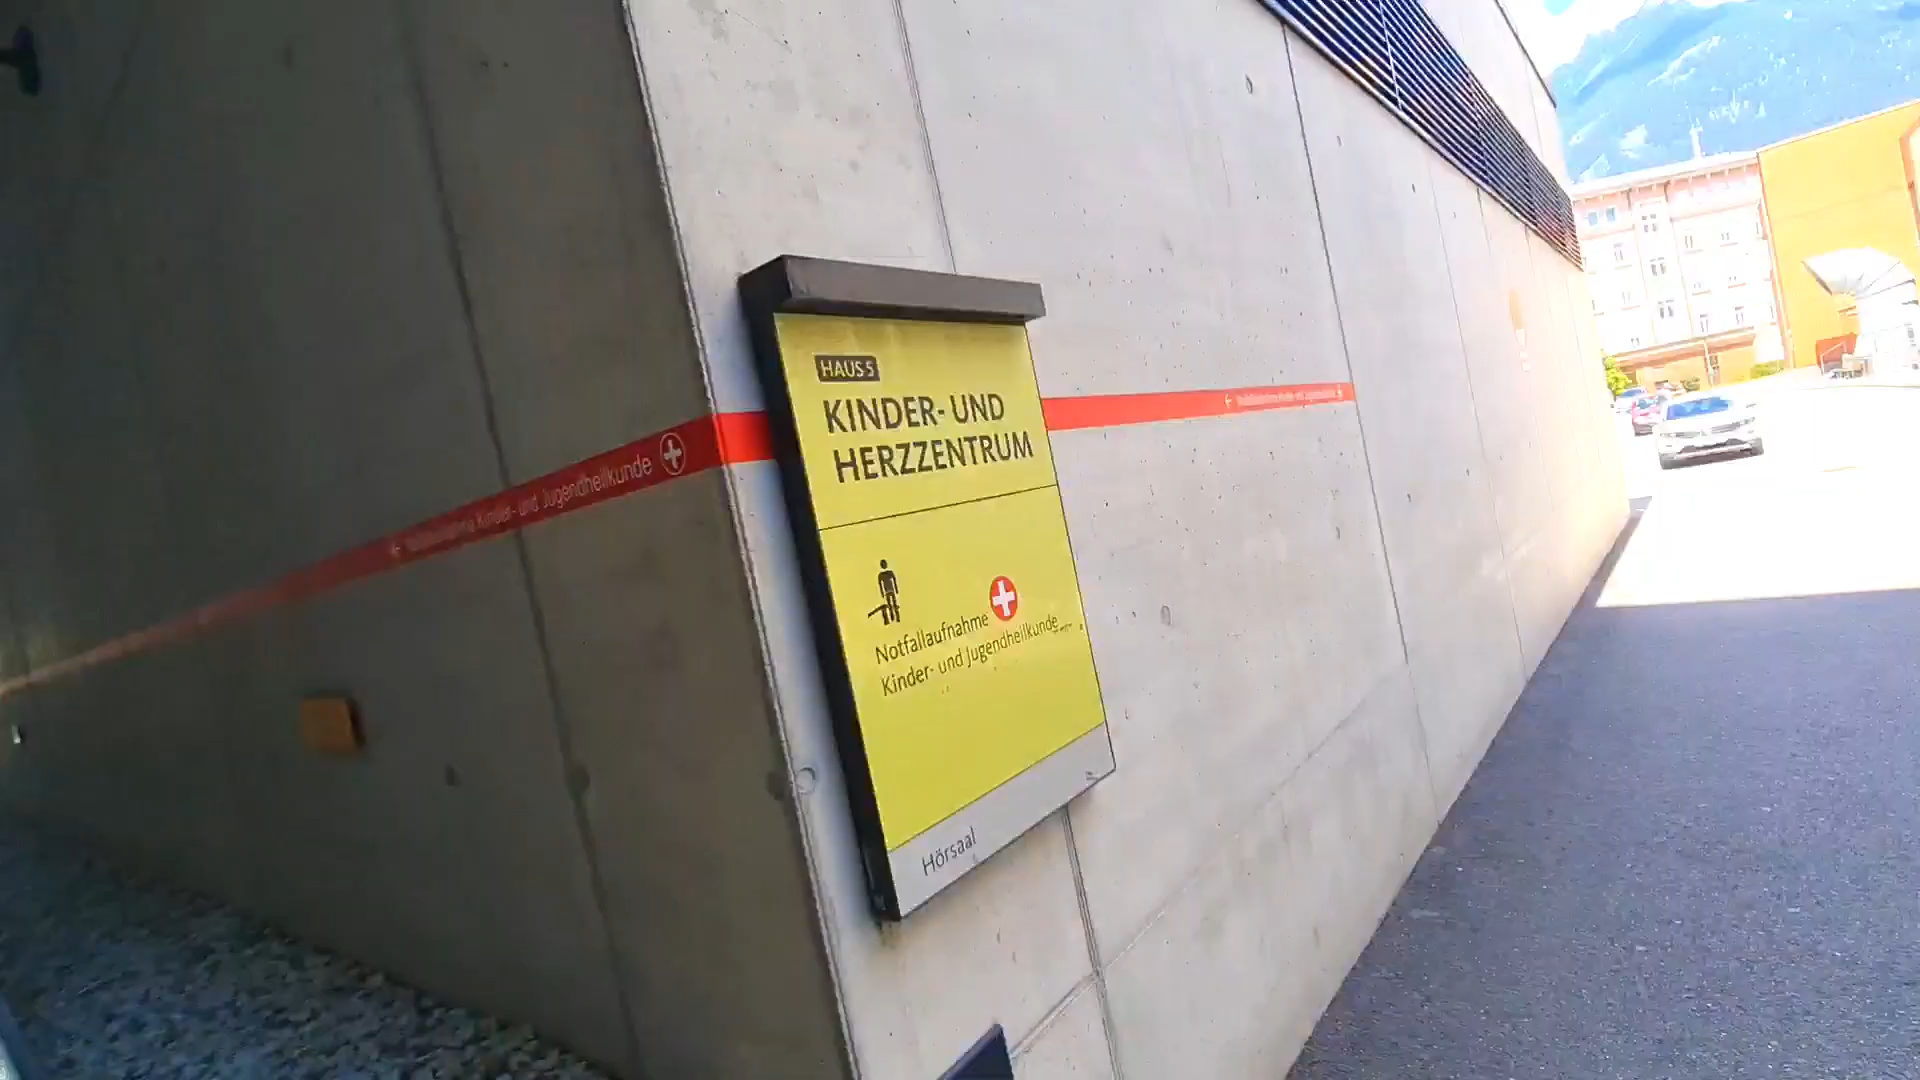 HAUS 5
KINDER- UND
HERZZENTRUM
Notfallaufnahme
Kinder- und Jugendheilkunde
Hörsaal
Kinder- und Jugendheilkunde